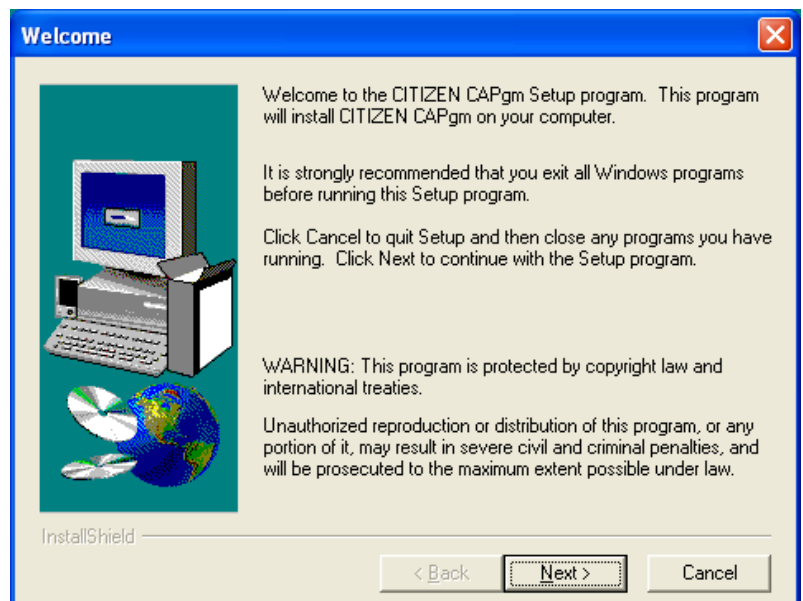 Welcome
Welcome to the CITIZEN CAPgm Setup program. This program
will install CITIZEN CAPgm on your computer.
It is strongly recommended that you exit all Windows programs
before running this Setup program.
Click Cancel to quit Setup and then close any programs you have
running. Click Next to continue with the Setup program.
WARNING: This program is protected by copyright law and
international treaties.
Unauthorized reproduction or distribution of this program, or any
portion of it, may result in severe civil and criminal penalties, and
will be prosecuted to the maximum extent possible under law.
InstallShield
< Back
Next >
Cancel